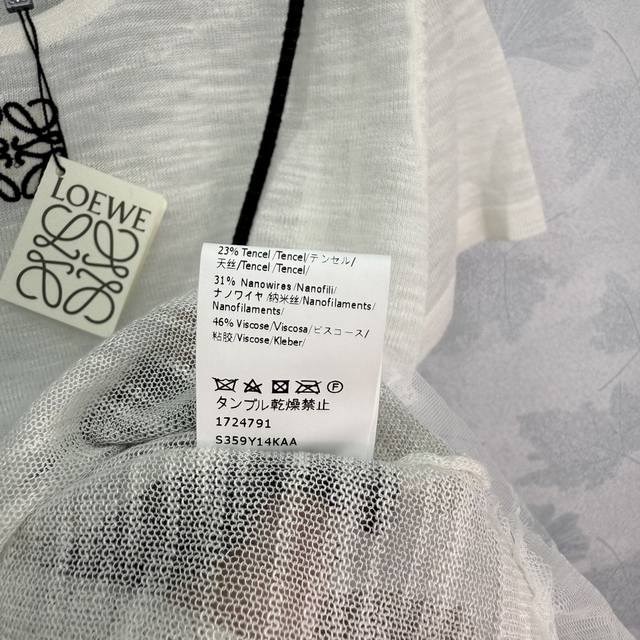 LOEWE
23% Tencel /Tencel/テンセル/
天丝/Tencel/Tencel/
31% Nanowires/Nanofili/
ナノワイヤ/纳米丝/Nanofilaments/
Nanofilaments/
46% Viscose/Viscosa/ビスコース/
粘胶/Viscose/Kleber/
F
タンブル乾燥禁止
1724791
S359Y14KAA